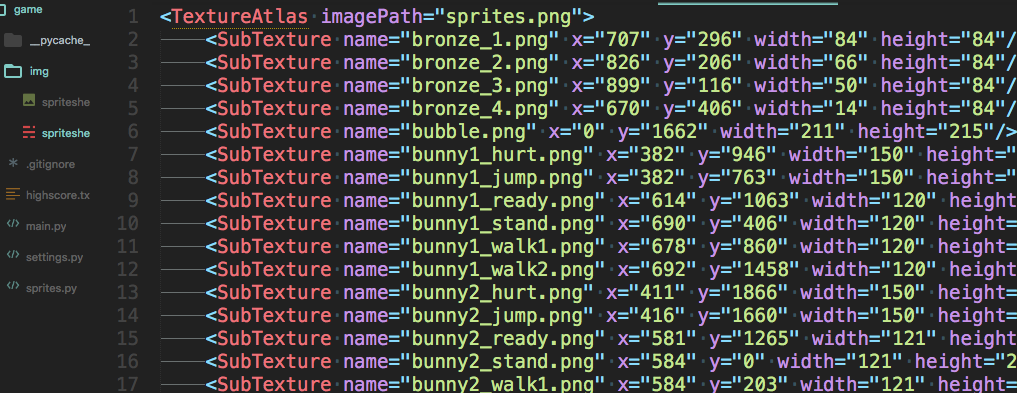 game
__pycache_
img
spriteshe
spriteshe
.gitignore
highscore.tx
main.py
settings.py
sprites.py
1 <TextureAtlas imagePath="sprites.png">
2 <SubTexture name="bronze_1.png" x="707" y="296" width="84" height="84"/
3 <SubTexture name="bronze_2.png" x="826" y="206" width="66" height="84"/
4 <SubTexture name="bronze_3.png" x="899" y="116" width="50" height="84"/
5 <SubTexture name="bronze_4.png" x="670" y="406" width="14" height="84"/
6 <SubTexture name="bubble.png" x="0" y="1662" width="211" height="215"/>
7 <SubTexture name="bunny1_hurt.png" x="382" y="946" width="150" height="
8 <SubTexture name="bunny1_jump.png" x="382" y="763" width="150" height="
9 <SubTexture name="bunny1_ready.png" x="614" y="1063" width="120" height
10 <SubTexture name="bunny1_stand.png" x="690" y="406" width="120" height=
11 <SubTexture name="bunny1_walk1.png" x="678" y="860" width="120" height=
12 <SubTexture name="bunny1_walk2.png" x="692" y="1458" width="120" height
13 <SubTexture name="bunny2_hurt.png" x="411" y="1866" width="150" height=
14 <SubTexture name="bunny2_jump.png" x="416" y="1660" width="150" height=
15 <SubTexture name="bunny2_ready.png" x="581" y="1265" width="121" height
16 <SubTexture name="bunny2_stand.png" x="584" y="0" width="121" height="2
17 <SubTexture name="bunny2_walk1.png" x="584" y="203" width="121" height=